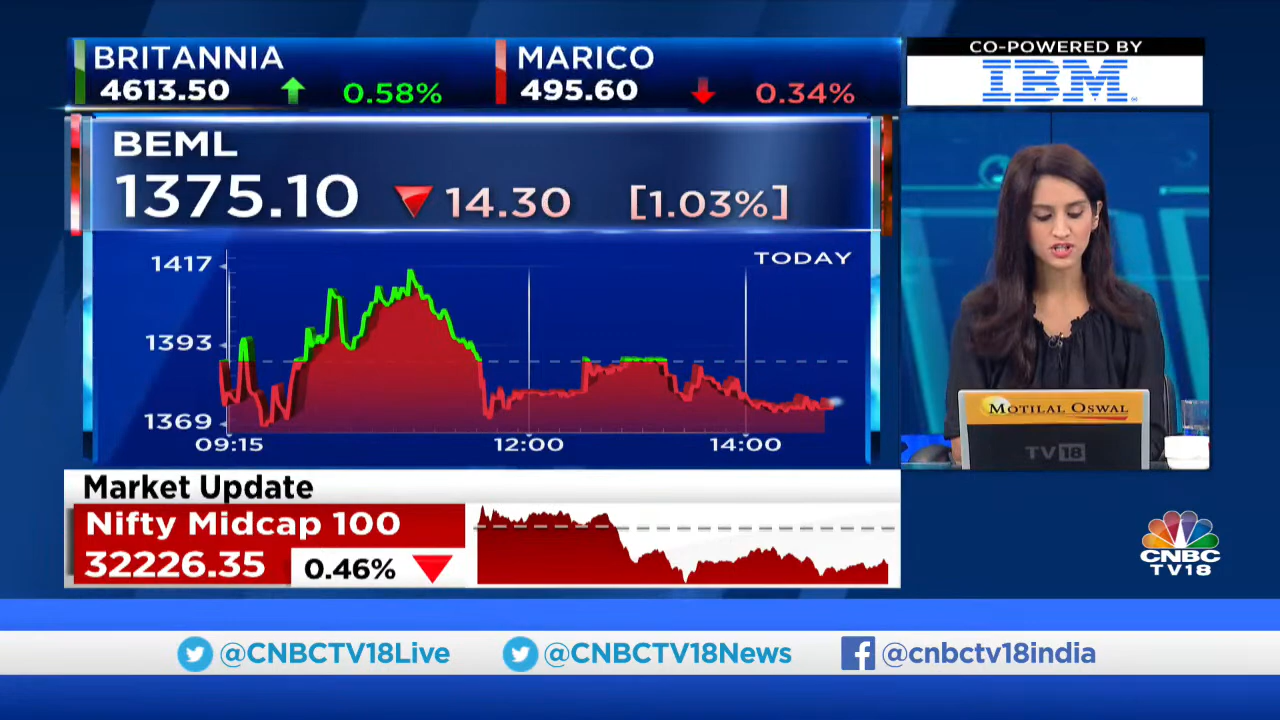 BRITANNIA
4613.50 0.58%
MARICO
495.60 0.34%
CO-POWERED BY
IBM
BEML
1375.10 14.30 [1.03%]
TODAY
1417
1393
1369
09:15 12:00 14:00
MOTILAL OSWAL
TV18
Market Update
Nifty Midcap 100
32226.35 0.46%
CNBC
TV18
@CNBCTV18Live @CNBCTV18News @cnbctv18india